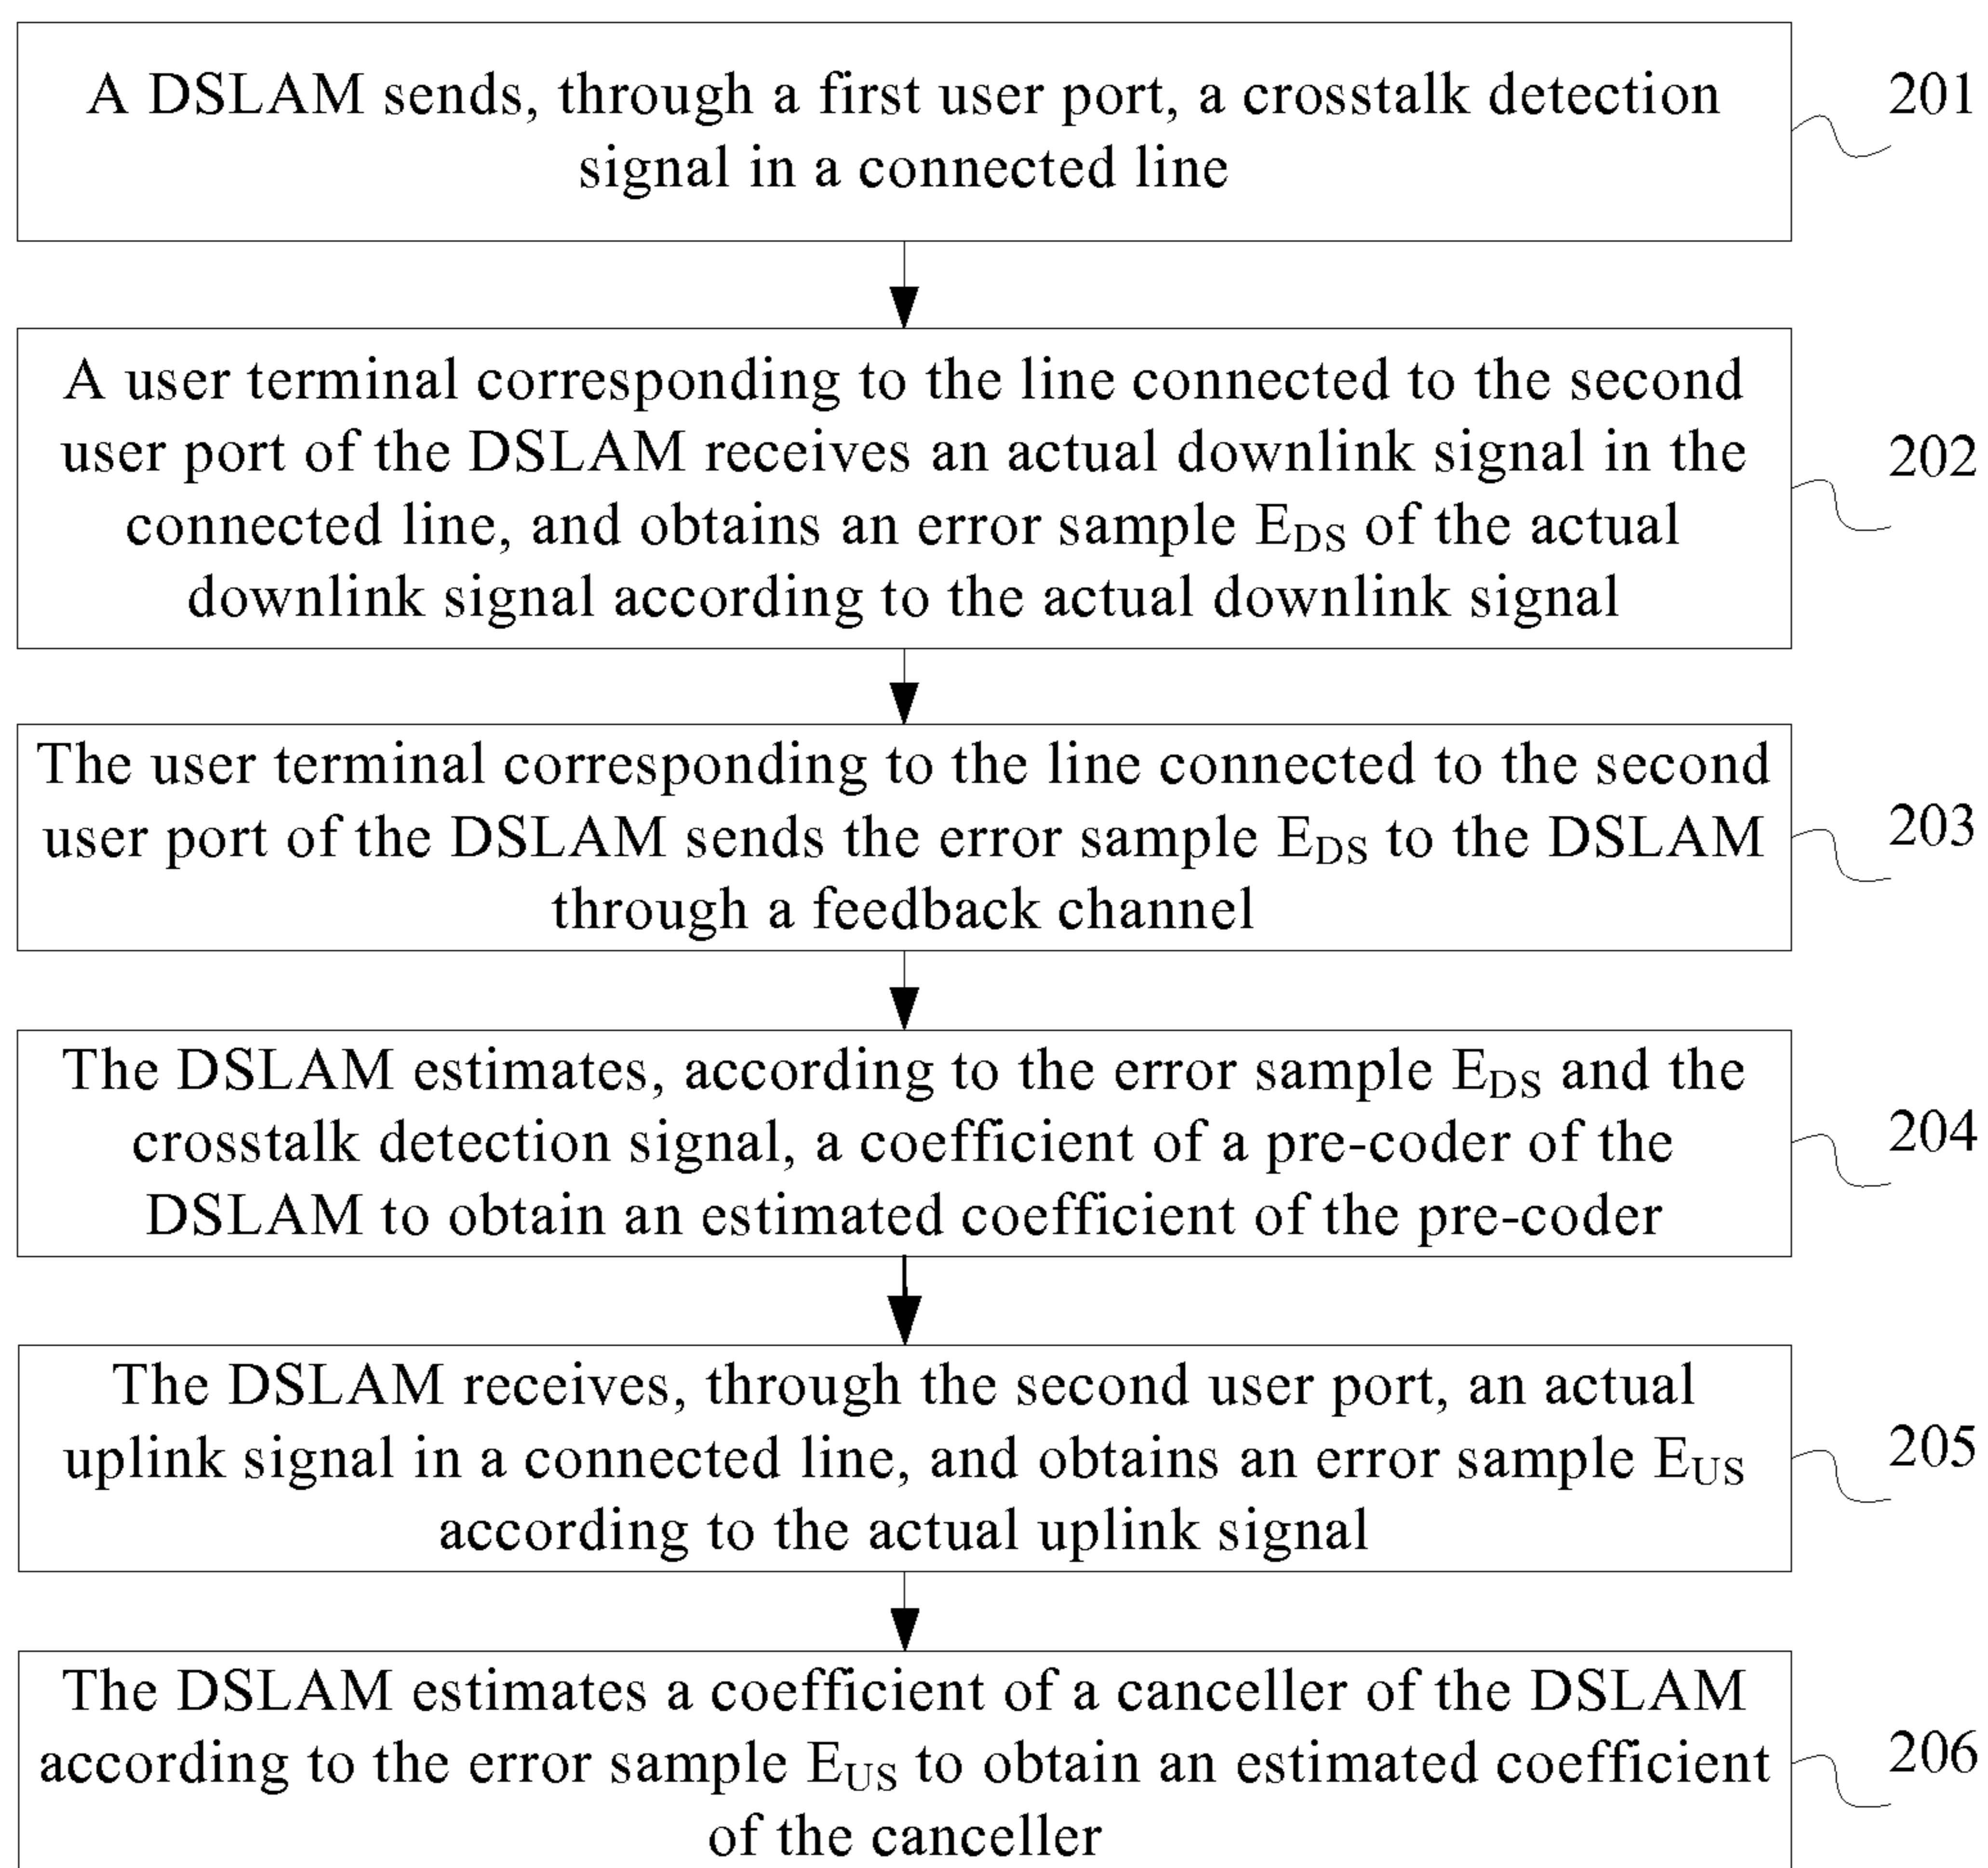 A DSLAM sends, through a first user port, a crosstalk detection
signal in a connected line
201
A user terminal corresponding to the line connected to the second
user port of the DSLAM receives an actual downlink signal in the
connected line, and obtains an error sample EDS of the actual
downlink signal according to the actual downlink signal
202
The user terminal corresponding to the line connected to the second
user port of the DSLAM sends the error sample EDS to the DSLAM
through a feedback channel
203
The DSLAM estimates, according to the error sample EDS and the
crosstalk detection signal, a coefficient of a pre-coder of the
DSLAM to obtain an estimated coefficient of the pre-coder
204
The DSLAM receives, through the second user port, an actual
uplink signal in a connected line, and obtains an error sample EUS
according to the actual uplink signal
205
The DSLAM estimates a coefficient of a canceller of the DSLAM
according to the error sample EUS to obtain an estimated coefficient
of the canceller
206